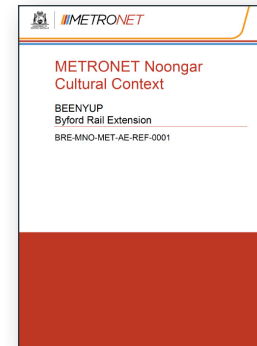 METRONET
METRONET Noongar
Cultural Context
BEENYUP
Byford Rail Extension
BRE-MNO-MET-AE-REF-0001